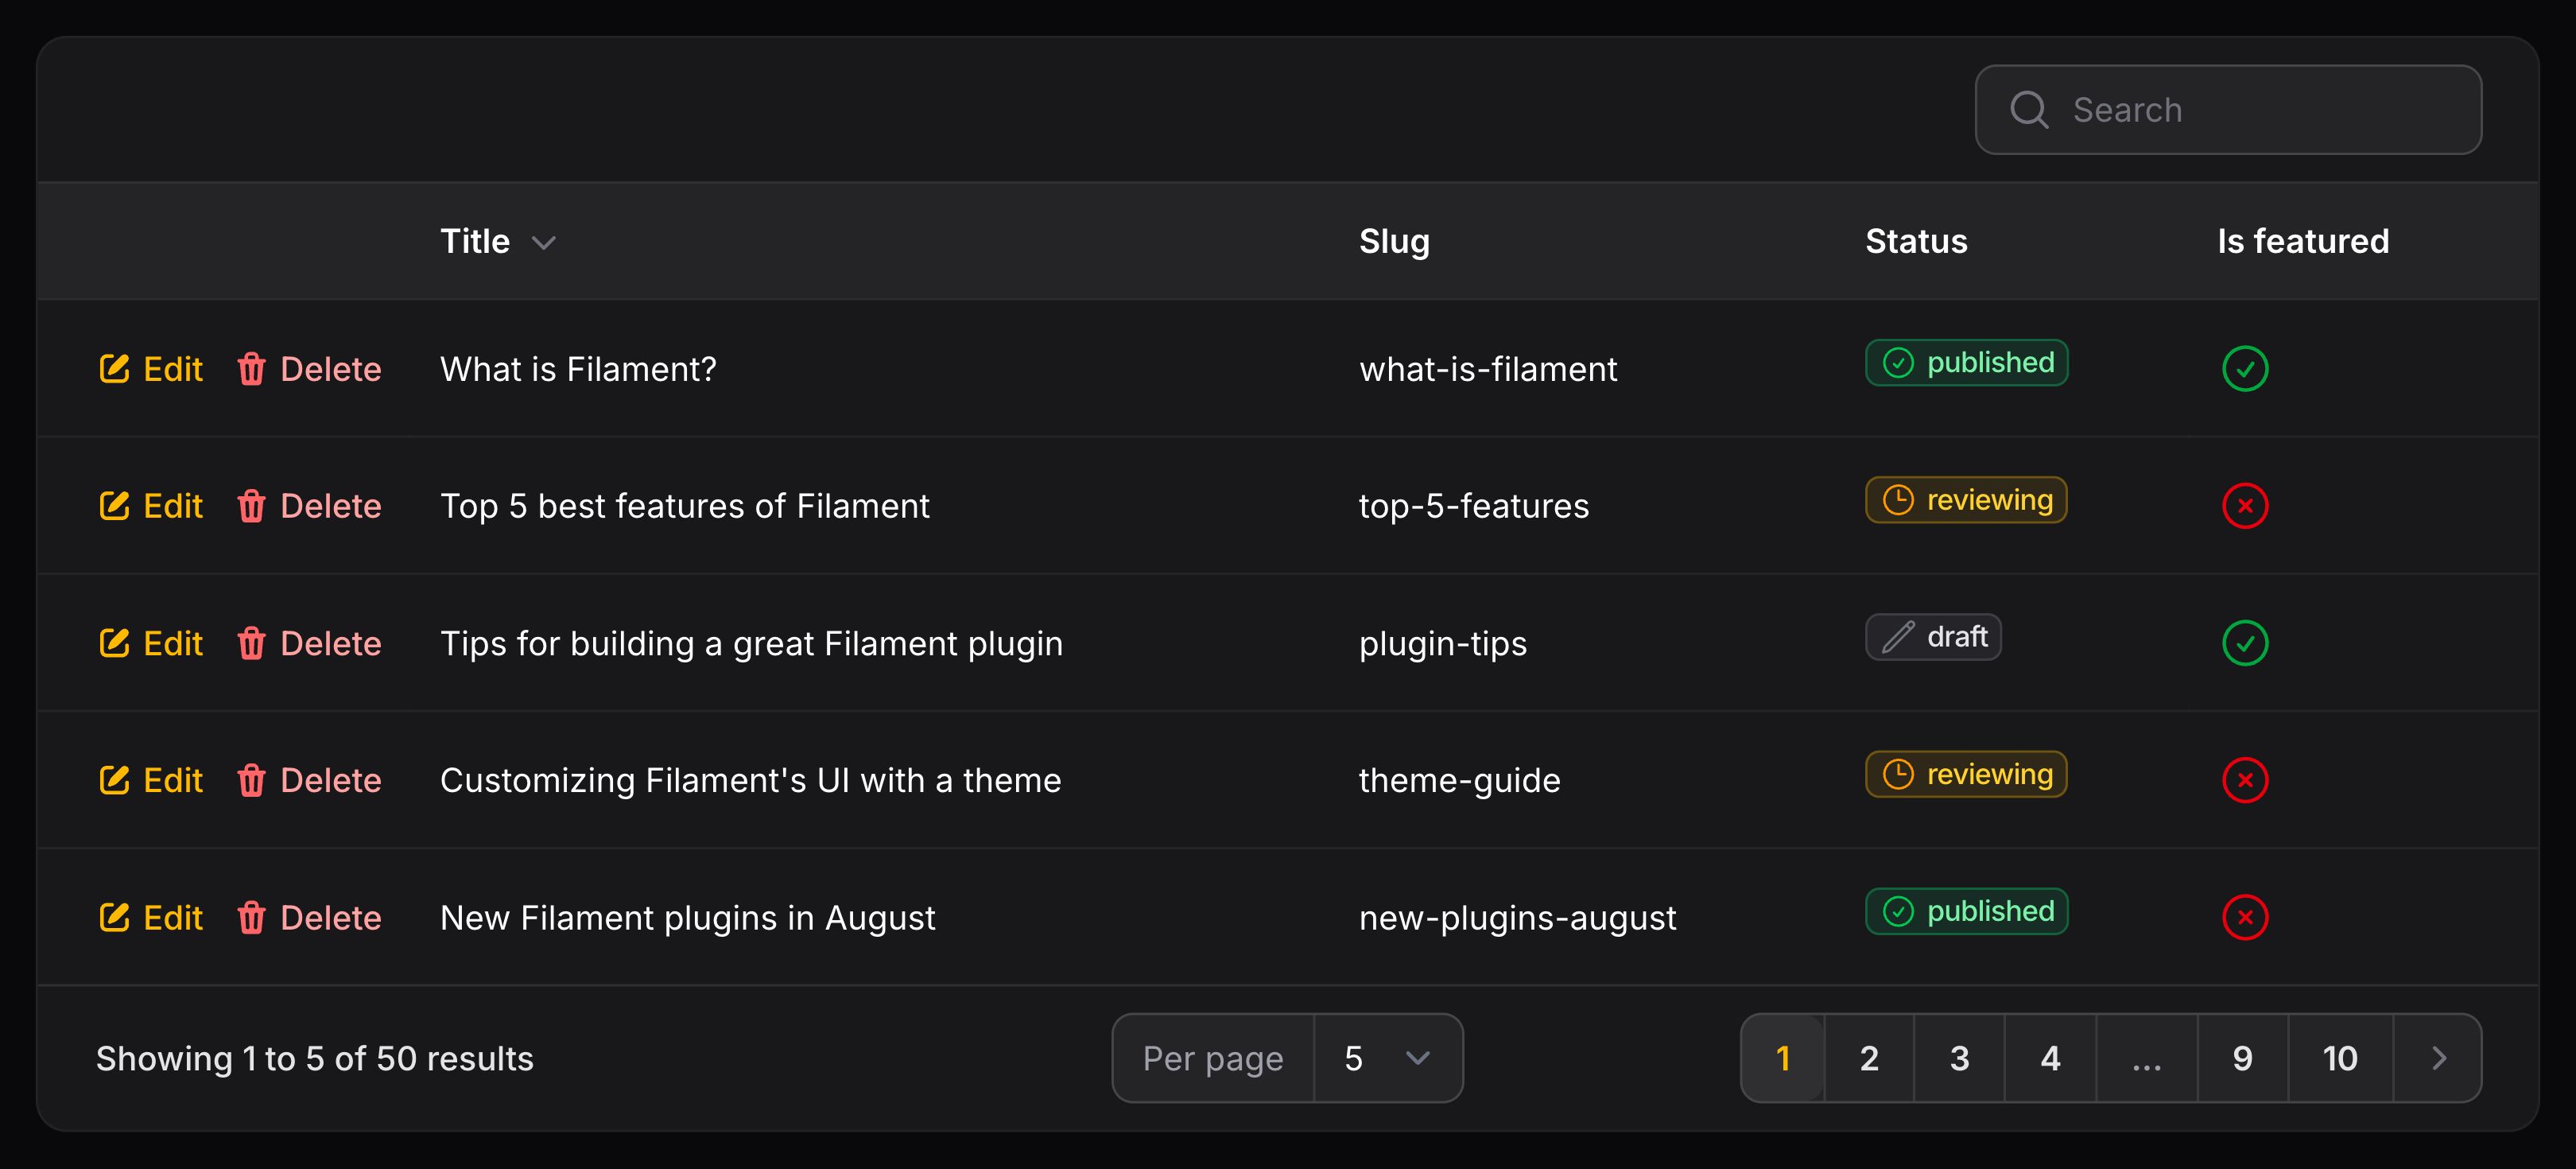 Search
Title Slug Status Is featured
Edit Delete What is Filament? what-is-filament published
Edit Delete Top 5 best features of Filament top-5-features reviewing
Edit Delete Tips for building a great Filament plugin plugin-tips draft
Edit Delete Customizing Filament's UI with a theme theme-guide reviewing
Edit Delete New Filament plugins in August new-plugins-august published
Showing 1 to 5 of 50 results Per page 5 1 2 3 4 ... 9 10